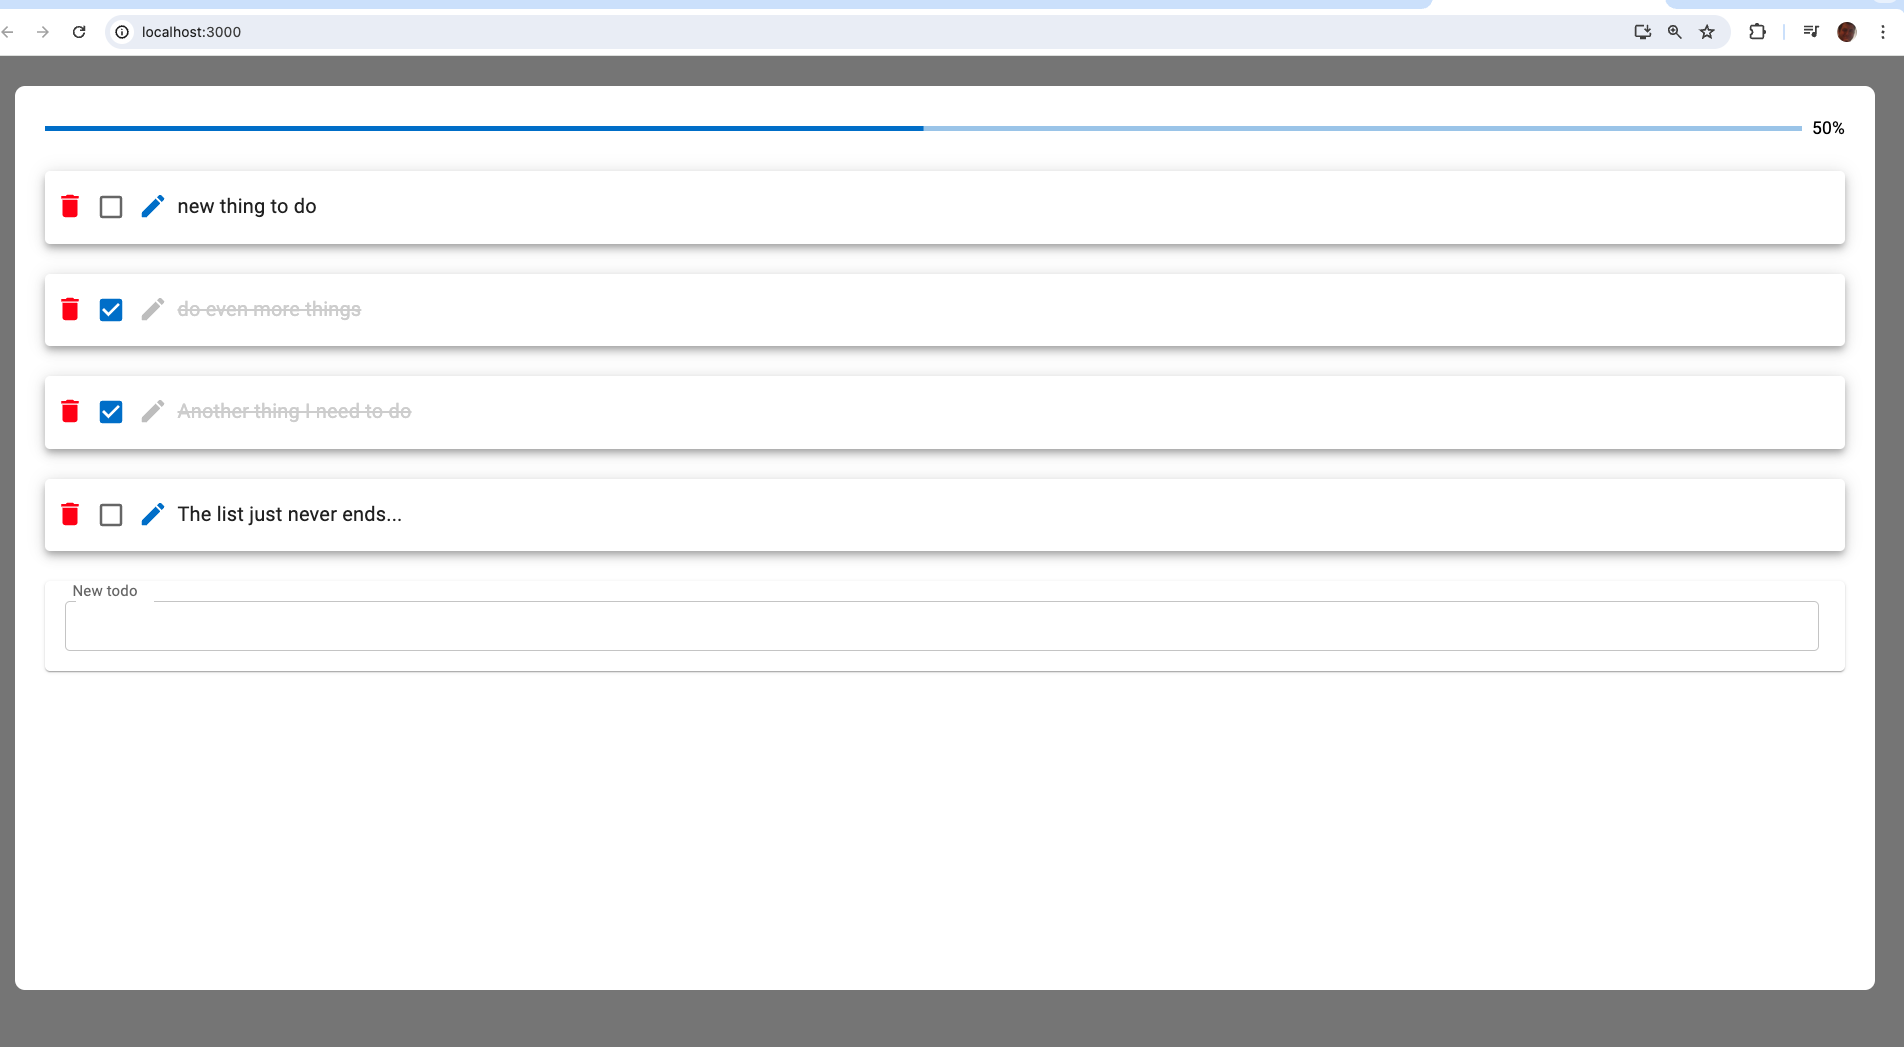 localhost:3000
50%
new thing to do
do even more things
Another thing I need to do
The list just never ends...
New todo